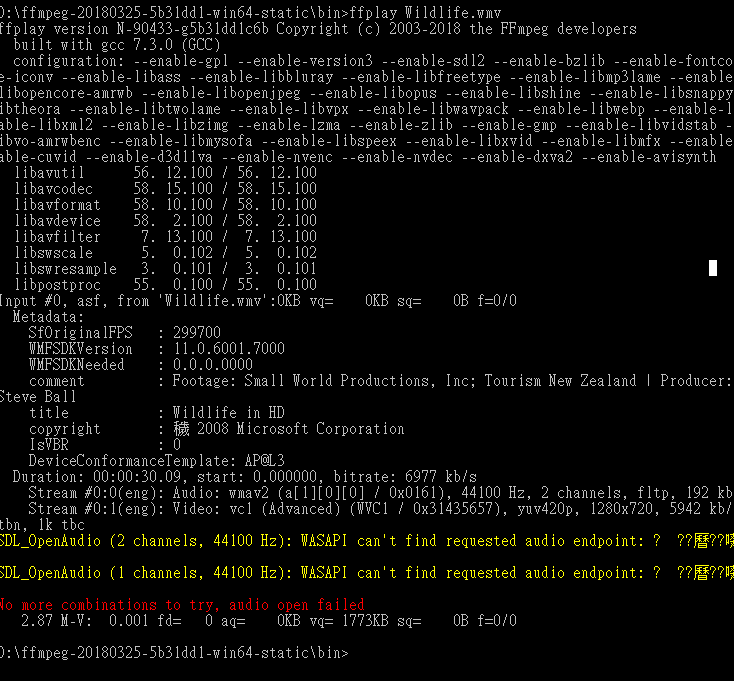 D:\ffmpeg-20180325-5b31dd1-win64-static\bin>ffplay Wildlife.wmv
ffplay version N-90433-g5b31dd1c6b Copyright (c) 2003-2018 the FFmpeg developers
built with gcc 7.3.0 (GCC)
configuration: --enable-gpl --enable-version3 --enable-sdl2 --enable-bzlib --enable-fontco
e-iconv --enable-libass --enable-libbluray --enable-libfreetype --enable-libmp3lame --enable-
libopencore-amrwb --enable-libopenjpeg --enable-libopus --enable-libshine --enable-libsnappy
ibtheora --enable-libtwolame --enable-libvpx --enable-libwavpack --enable-libwebp --enable-l
able-libxml2 --enable-libzimg --enable-lzma --enable-zlib --enable-gmp --enable-libvidstab -
ibvo-amrwbenc --enable-libmysofa --enable-libspeex --enable-libxvid --enable-libmfx --enable-
able-cuvid --enable-d3d11va --enable-nvenc --enable-nvdec --enable-dxva2 --enable-avisynth
libavutil 56. 12.100 / 56. 12.100
libavcodec 58. 15.100 / 58. 15.100
libavformat 58. 10.100 / 58. 10.100
libavdevice 58. 2.100 / 58. 2.100
libavfilter 7. 13.100 / 7. 13.100
libswscale 5. 0.102 / 5. 0.102
libswresample 3. 0.101 / 3. 0.101
libpostproc 55. 0.100 / 55. 0.100
Input #0, asf, from 'Wildlife.wmv':0KB vq= 0KB sq= 0B f=0/0
Metadata:
SfOriginalFPS : 299700
WMFSDKVersion : 11.0.6001.7000
WMFSDKNeeded : 0.0.0.0000
comment : Footage: Small World Productions, Inc; Tourism New Zealand | Producer:
Steve Ball
title : Wildlife in HD
copyright : 穢 2008 Microsoft Corporation
IsVBR : 0
DeviceConformanceTemplate: AP@L3
Duration: 00:00:30.09, start: 0.000000, bitrate: 6977 kb/s
Stream #0:0(eng): Audio: wmav2 (a[1][0][0] / 0x0161), 44100 Hz, 2 channels, fltp, 192 kb
Stream #0:1(eng): Video: vc1 (Advanced) (WVC1 / 0x31435657), yuv420p, 1280x720, 5942 kb/
tbn, 1k tbc
SDL_OpenAudio (2 channels, 44100 Hz): WASAPI can't find requested audio endpoint: ? ??曆??
SDL_OpenAudio (1 channels, 44100 Hz): WASAPI can't find requested audio endpoint: ? ??曆??
No more combinations to try, audio open failed
2.87 M-V: 0.001 fd= 0 aq= 0KB vq= 1773KB sq= 0B f=0/0
D:\ffmpeg-20180325-5b31dd1-win64-static\bin>